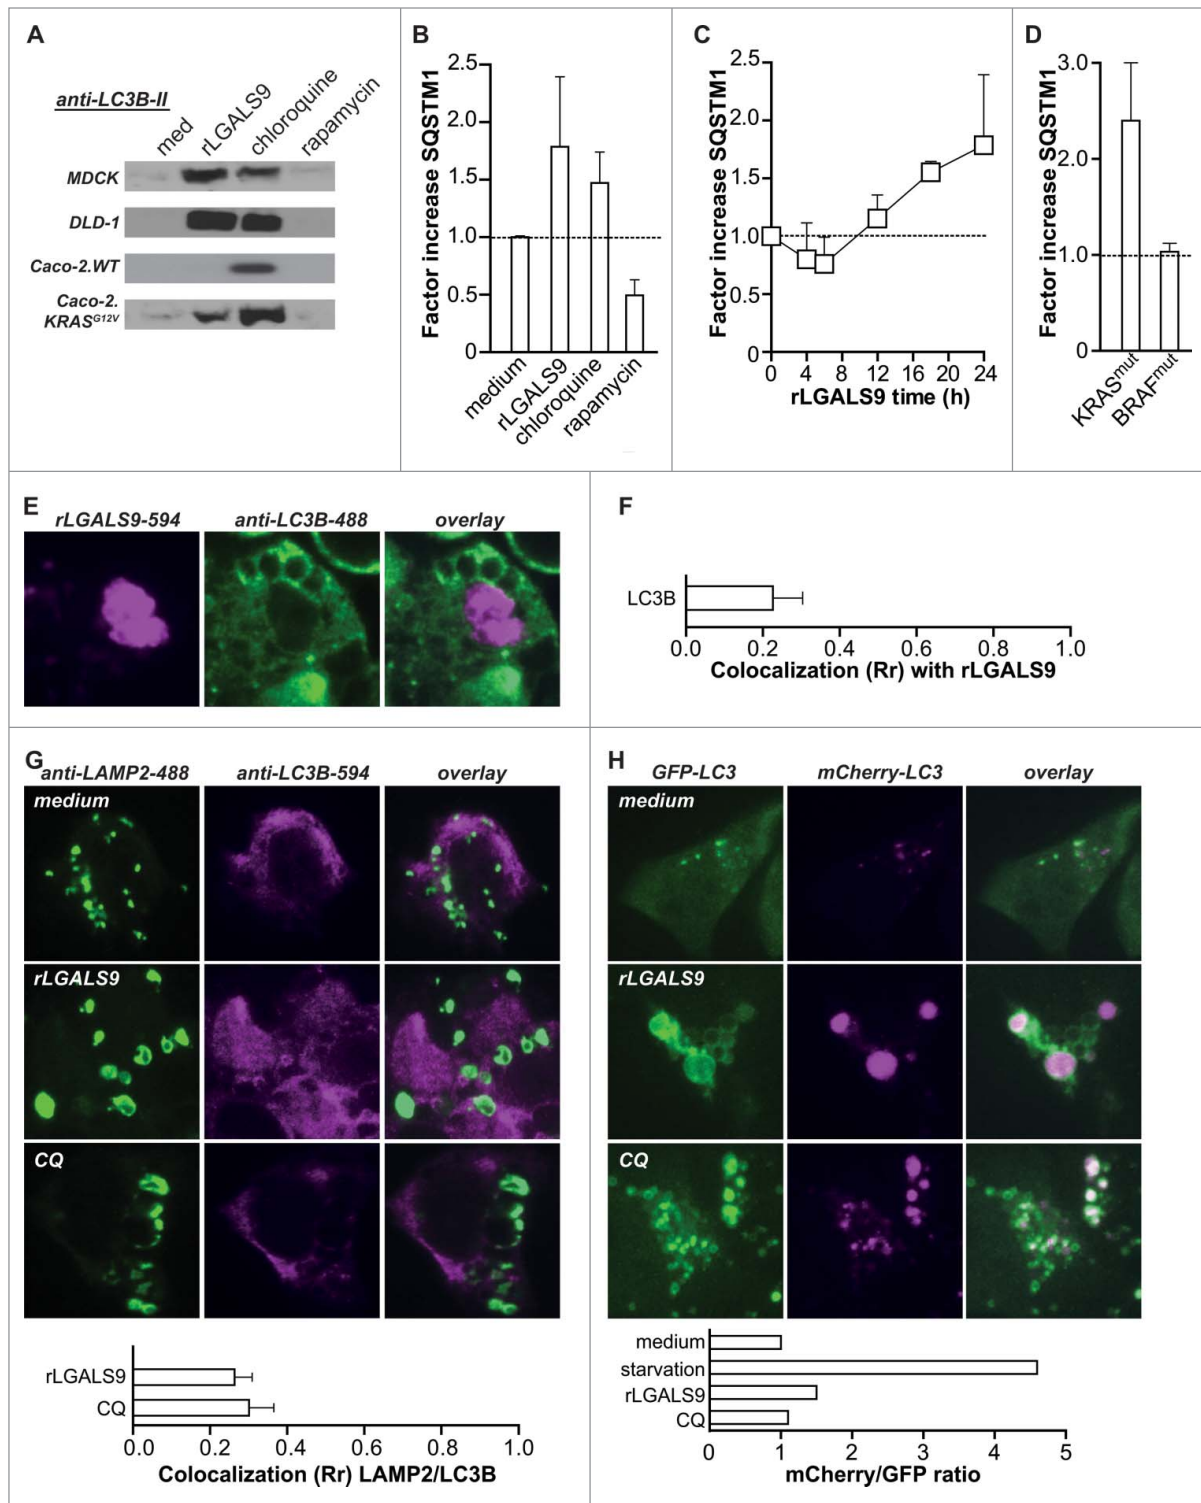 A
anti-LC3B-II
med
rLGALS9
chloroquine
rapamycin
MDCK
DLD-1
Caco-2.WT
Caco-2.
KRASG12V
B
Factor increase SQSTM1
2.5
2.0
1.5
1.0
0.5
0
medium
rLGALS9
chloroquine
rapamycin
C
Factor increase SQSTM1
2.5
2.0
1.5
1.0
0.5
0
0 4 8 12 16 20 24
rLGALS9 time (h)
D
Factor increase SQSTM1
3.0
2.0
1.0
0
KRASmut
BRAFmut
E
rLGALS9-594 anti-LC3B-488 overlay
F
LC3B
0.0 0.2 0.4 0.6 0.8 1.0
Colocalization (Rr) with rLGALS9
G
anti-LAMP2-488 anti-LC3B-594 overlay
medium
rLGALS9
CQ
rLGALS9
CQ
0.0 0.2 0.4 0.6 0.8 1.0
Colocalization (Rr) LAMP2/LC3B
H
GFP-LC3 mCherry-LC3 overlay
medium
rLGALS9
CQ
medium
starvation
rLGALS9
CQ
0 1 2 3 4 5
mCherry/GFP ratio